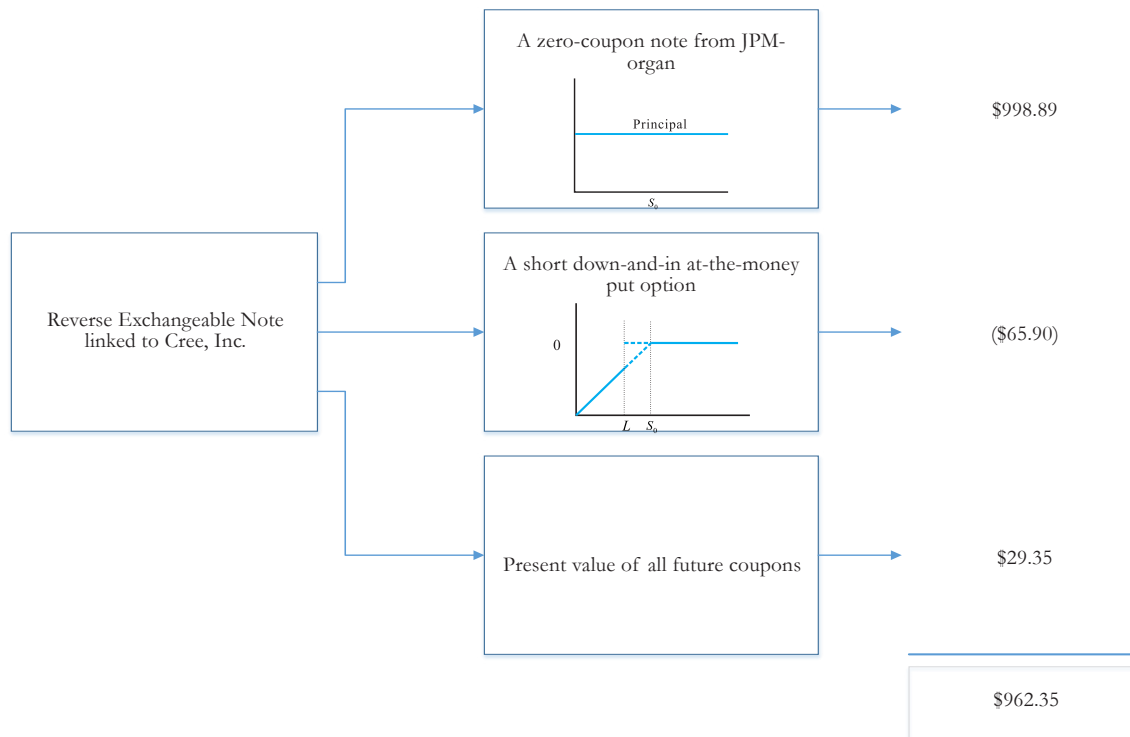 A zero-coupon note from JPM-
organ
Principal
S₀
$998.89
Reverse Exchangeable Note
linked to Cree, Inc.
A short down-and-in at-the-money
put option
0
L S₀
($65.90)
Present value of all future coupons
$29.35
$962.35